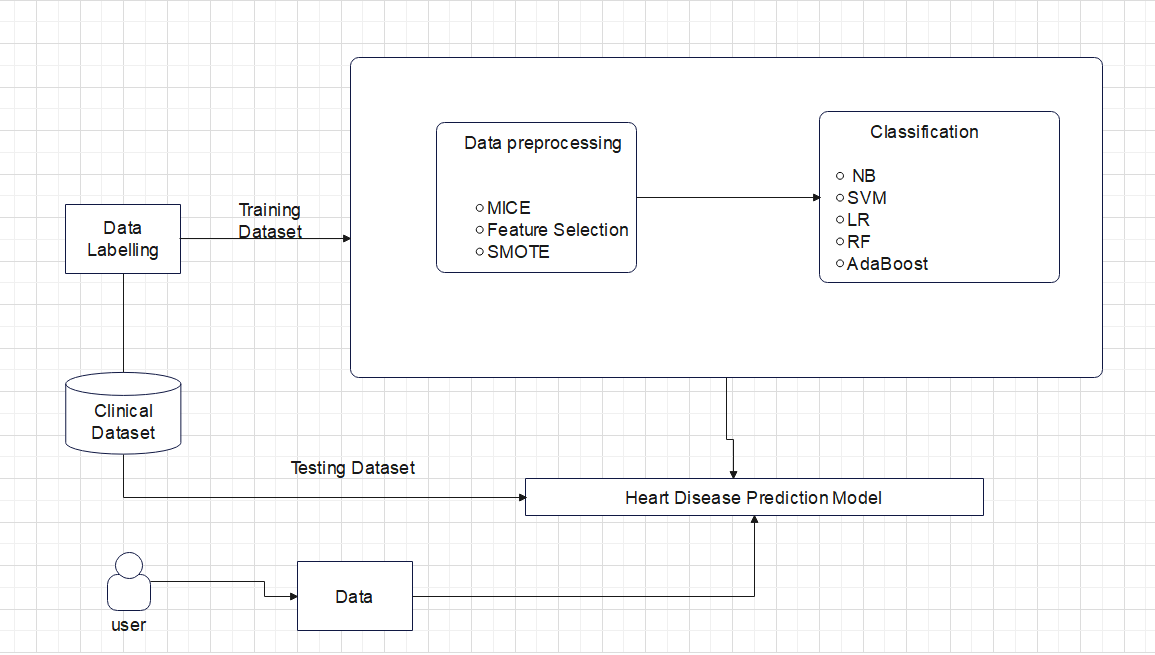 Data preprocessing
MICE
Feature Selection
SMOTE
Classification
NB
SVM
LR
RF
AdaBoost
Training
Dataset
Data
Labelling
Clinical
Dataset
Testing Dataset
Heart Disease Prediction Model
Data
user